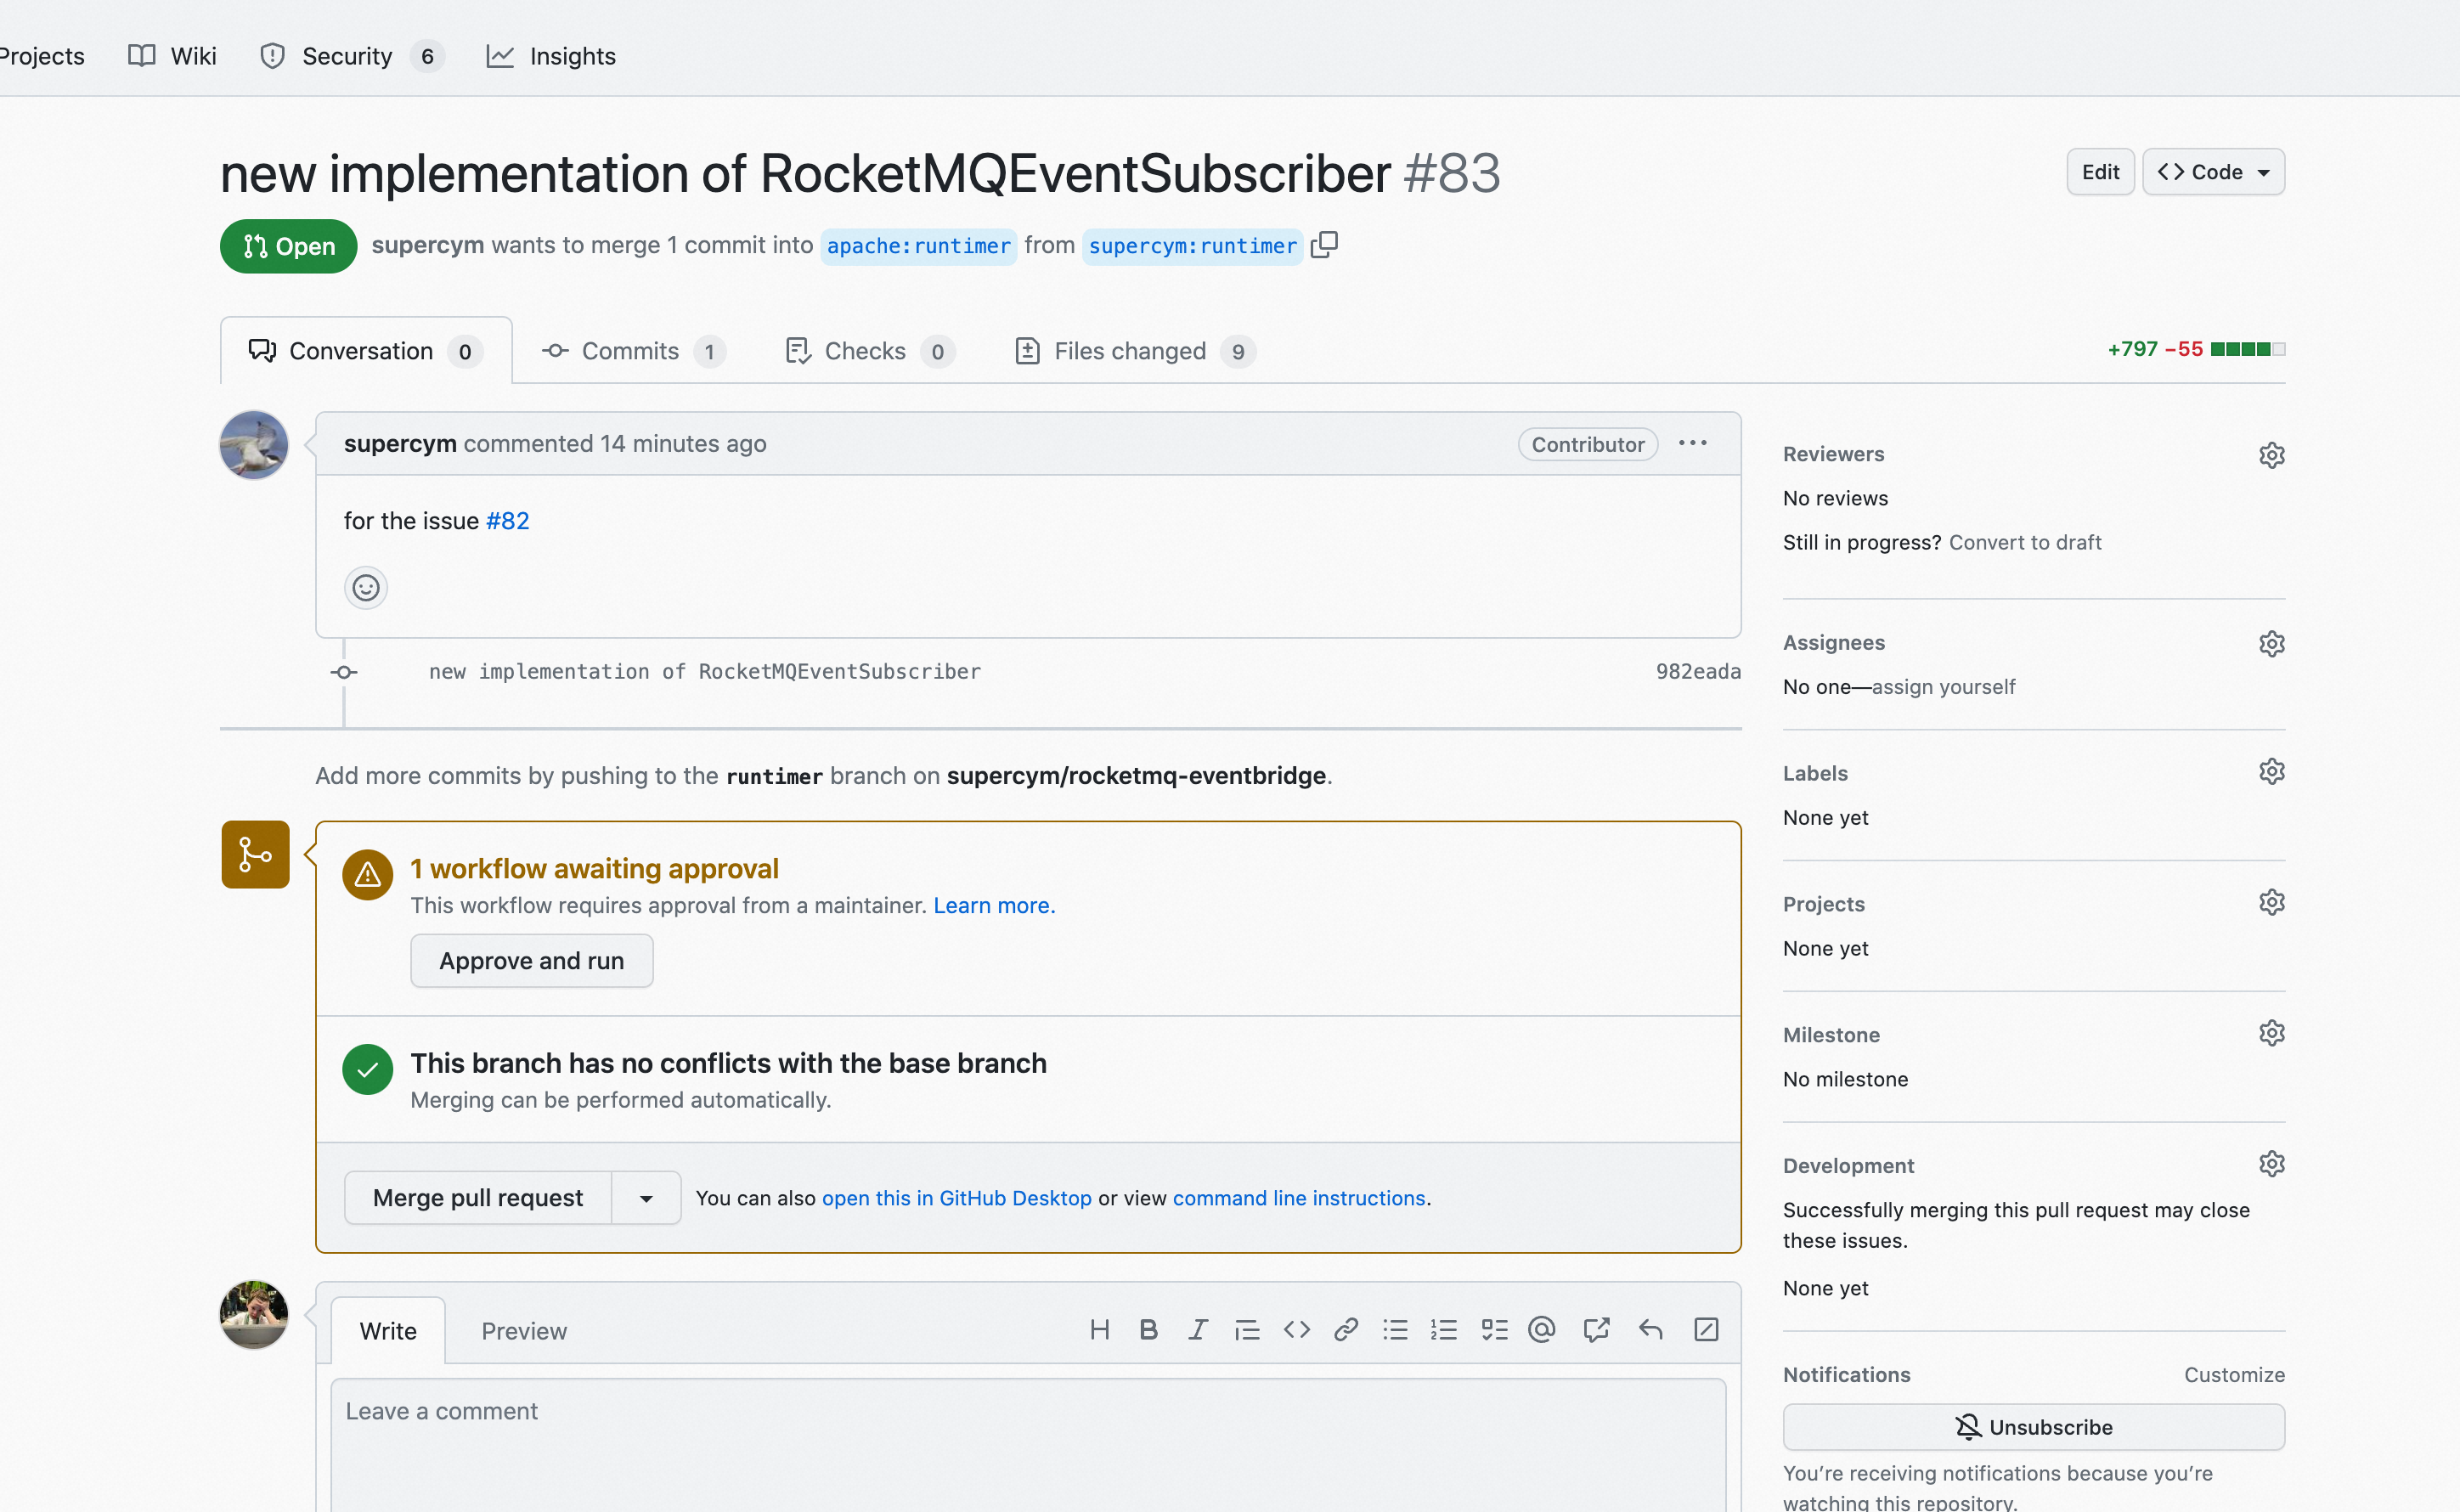 Projects Wiki Security 6 Insights
new implementation of RocketMQEventSubscriber #83
Edit <> Code
Open supercym wants to merge 1 commit into apache:runtimer from supercym:runtimer
Conversation 0 Commits 1 Checks 0 Files changed 9
+797 −55
supercym commented 14 minutes ago
Contributor ...
for the issue #82
new implementation of RocketMQEventSubscriber 982eada
Add more commits by pushing to the runtimer branch on supercym/rocketmq-eventbridge.
1 workflow awaiting approval
This workflow requires approval from a maintainer. Learn more.
Approve and run
This branch has no conflicts with the base branch
Merging can be performed automatically.
Merge pull request
You can also open this in GitHub Desktop or view command line instructions.
Write Preview
Leave a comment
Reviewers
No reviews
Still in progress? Convert to draft
Assignees
No one—assign yourself
Labels
None yet
Projects
None yet
Milestone
No milestone
Development
Successfully merging this pull request may close
these issues.
None yet
Notifications Customize
Unsubscribe
You’re receiving notifications because you’re
watching this repository.